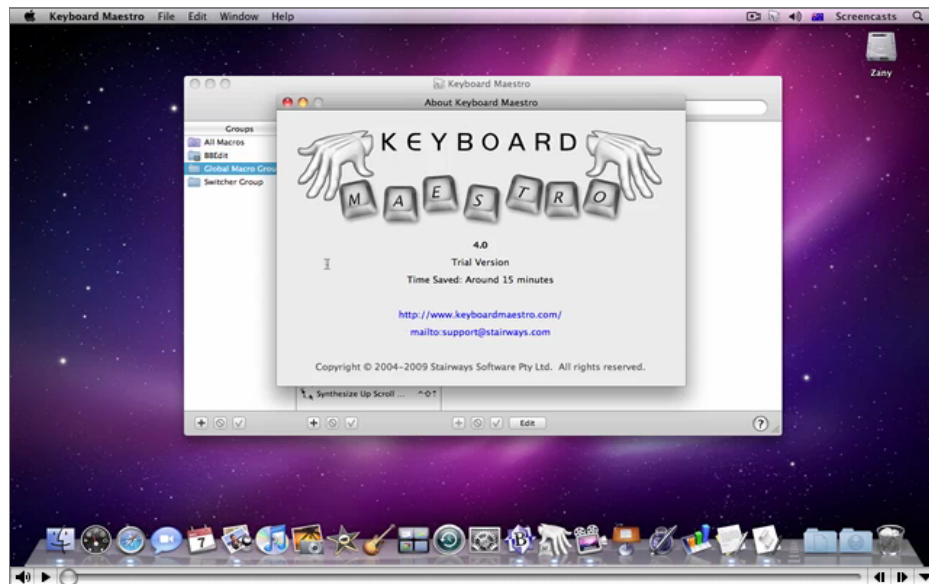 Keyboard Maestro File Edit Window Help Screencasts
Zany
Keyboard Maestro
About Keyboard Maestro
Groups
All Macros
BBEdit
Global Macro Grou
Switcher Group
KEYBOARD
MAESTRO
4.0
Trial Version
Time Saved: Around 15 minutes
http://www.keyboardmaestro.com/
mailto:support@stairways.com
Copyright © 2004–2009 Stairways Software Pty Ltd. All rights reserved.
Synthesize Up Scroll ... ^⇧↑
Edit
?
7